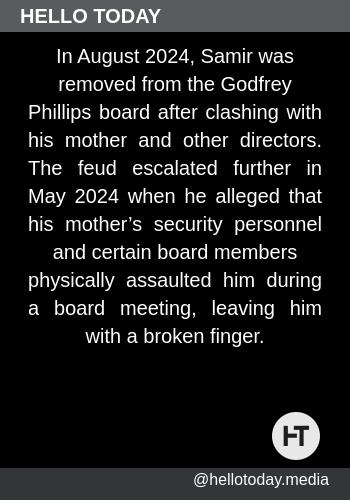 HELLO TODAY
In August 2024, Samir was
removed from the Godfrey
Phillips board after clashing with
his mother and other directors.
The feud escalated further in
May 2024 when he alleged that
his mother’s security personnel
and certain board members
physically assaulted him during
a board meeting, leaving him
with a broken finger.
HT
@hellotoday.media